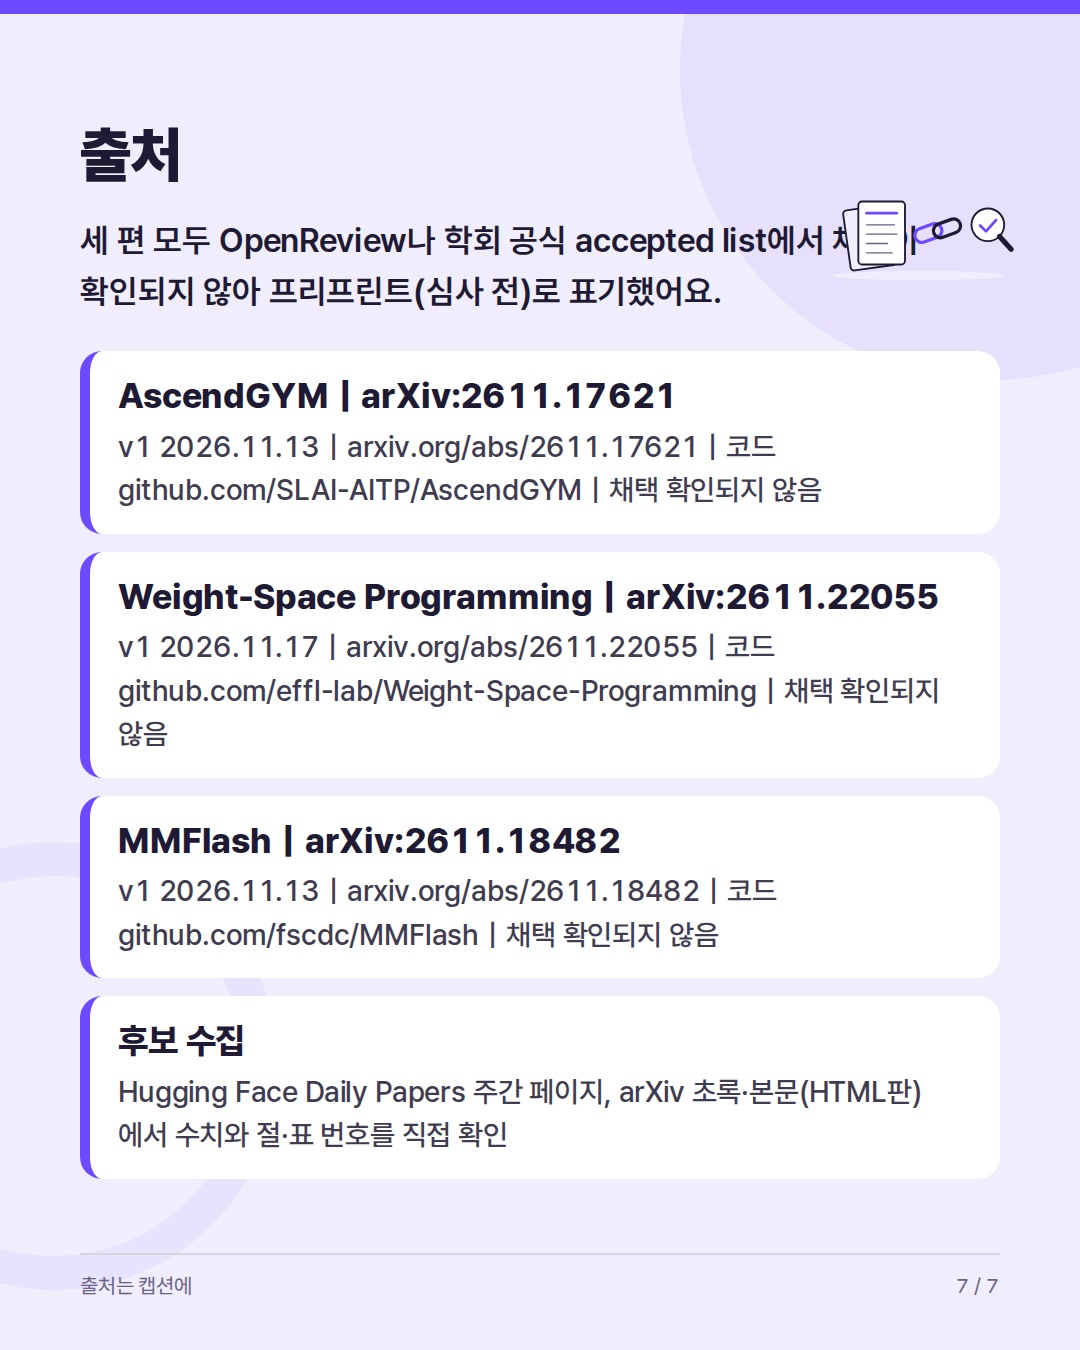 출처
세 편 모두 OpenReview나 학회 공식 accepted list에서
확인되지 않아 프리프린트(심사 전)로 표기했어요.
AscendGYM | arXiv:2611.17621
v1 2026.11.13 | arxiv.org/abs/2611.17621 | 코드
github.com/SLAI-AITP/AscendGYM | 채택 확인되지 않음
Weight-Space Programming | arXiv:2611.22055
v1 2026.11.17 | arxiv.org/abs/2611.22055 | 코드
github.com/effl-lab/Weight-Space-Programming | 채택 확인되지
않음
MMFlash | arXiv:2611.18482
v1 2026.11.13 | arxiv.org/abs/2611.18482 | 코드
github.com/fscdc/MMFlash | 채택 확인되지 않음
후보 수집
Hugging Face Daily Papers 주간 페이지, arXiv 초록·본문(HTML판)
에서 수치와 절·표 번호를 직접 확인
출처는 캡션에
7 / 7